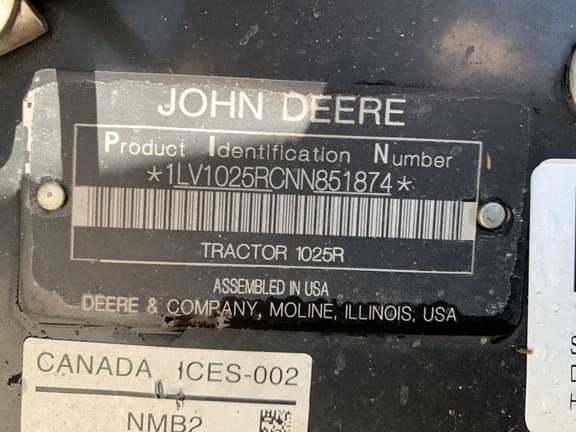 JOHN DEERE
Product Identification Number
*1LV1025RCNN851874*
TRACTOR 1025R
ASSEMBLED IN USA
DEERE & COMPANY, MOLINE, ILLINOIS, USA
CANADA ICES-002
NMB2